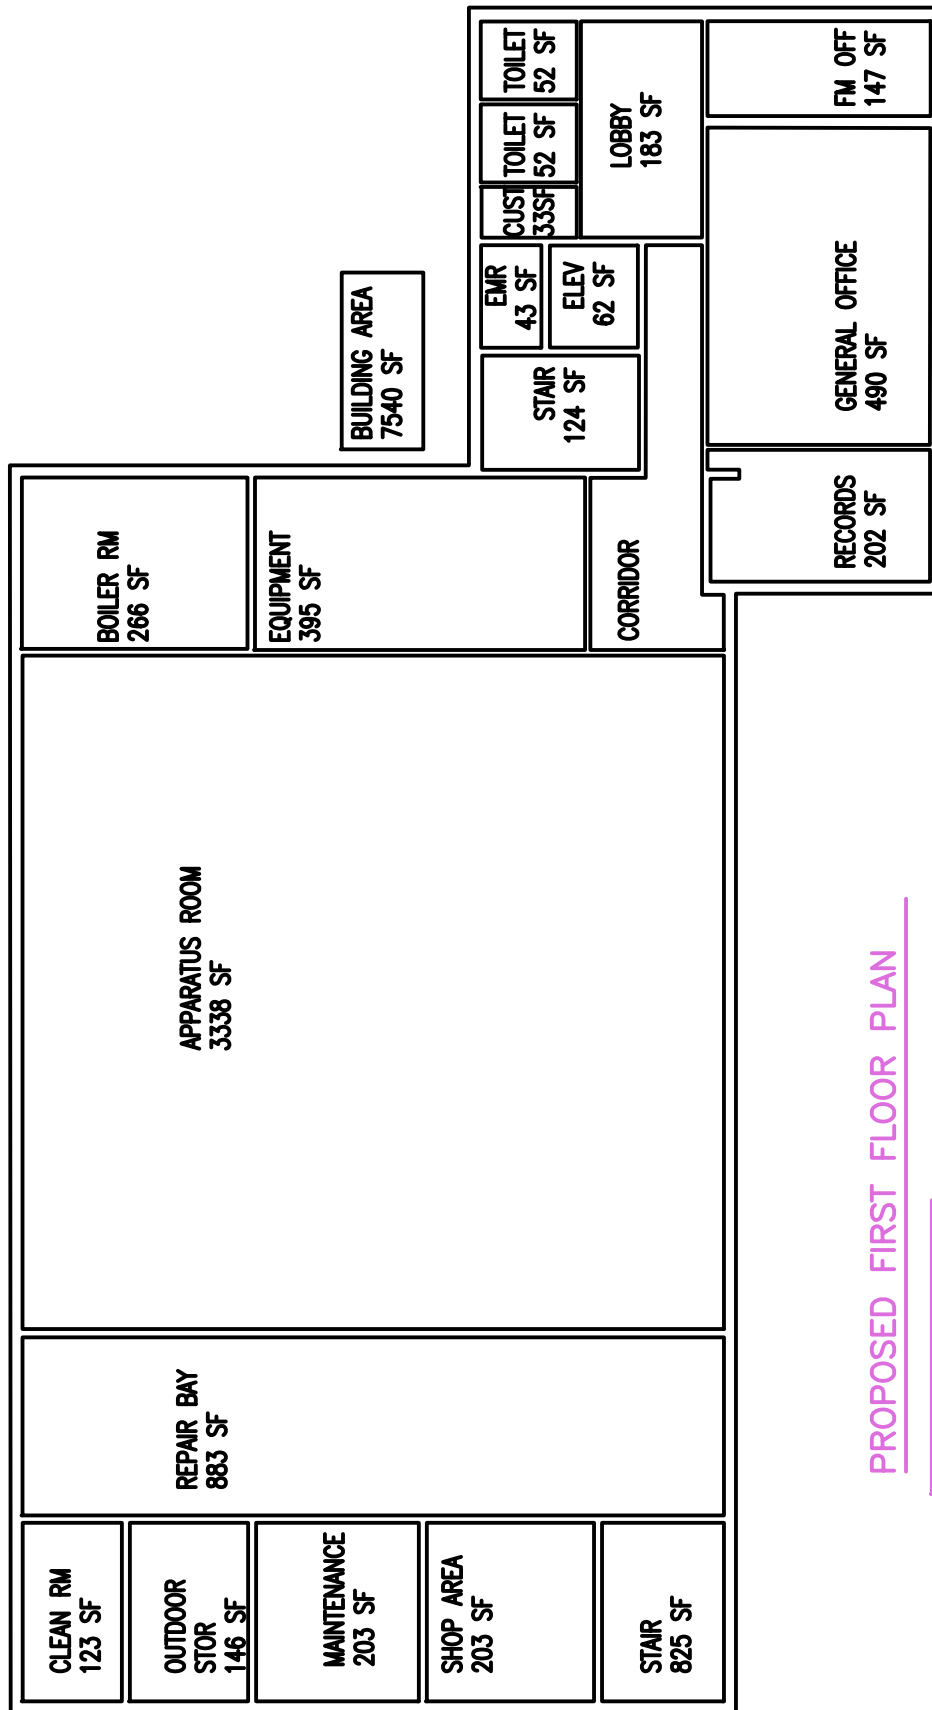 CLEAN RM
123 SF
OUTDOOR
STOR
146 SF
MAINTENANCE
203 SF
SHOP AREA
203 SF
STAIR
825 SF
REPAIR BAY
883 SF
APPARATUS ROOM
3338 SF
BOILER RM
266 SF
EQUIPMENT
395 SF
CORRIDOR
BUILDING AREA
7540 SF
STAIR
124 SF
EMR
43 SF
ELEV
62 SF
CUST
33SF
TOILET
52 SF
TOILET
52 SF
LOBBY
183 SF
RECORDS
202 SF
GENERAL OFFICE
490 SF
FM OFF
147 SF
PROPOSED FIRST FLOOR PLAN